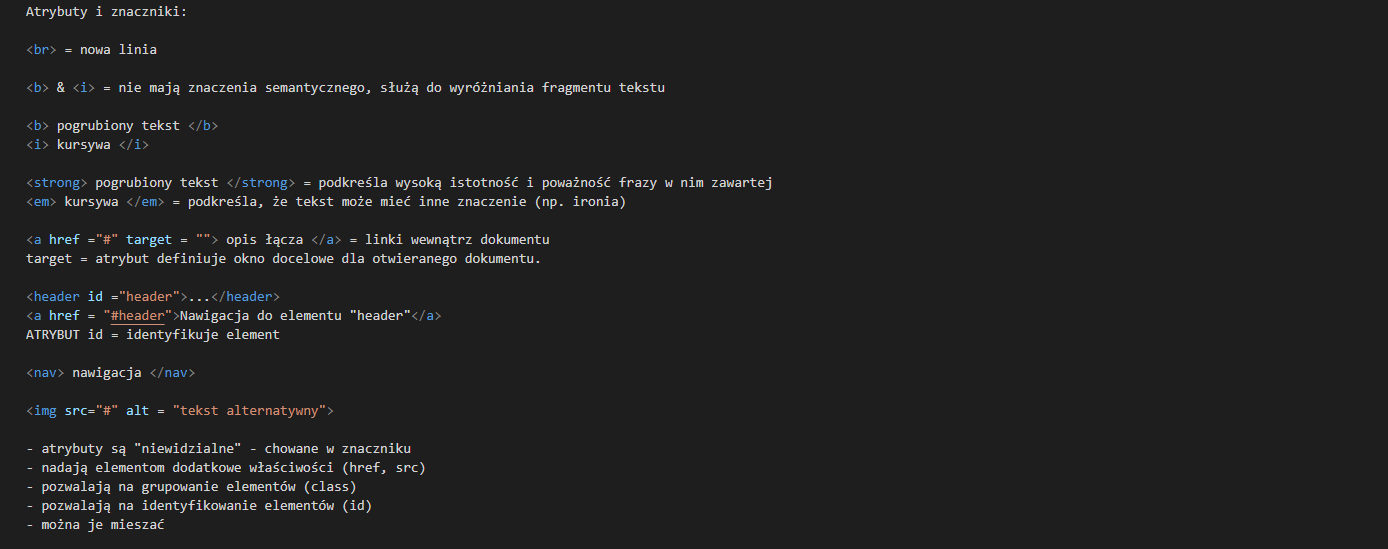 Atrybuty i znaczniki:
<br> = nowa linia
<b> & <i> = nie mają znaczenia semantycznego, służą do wyróżniania fragmentu tekstu
<b> pogrubiony tekst </b>
<i> kursywa </i>
<strong> pogrubiony tekst </strong> = podkreśla wysoką istotność i poważność frazy w nim zawartej
<em> kursywa </em> = podkreśla, że tekst może mieć inne znaczenie (np. ironia)
<a href ="#" target = ""> opis łącza </a> = linki wewnątrz dokumentu
target = atrybut definiuje okno docelowe dla otwieranego dokumentu.
<header id ="header">...</header>
<a href = "#header">Nawigacja do elementu "header"</a>
ATRYBUT id = identyfikuje element
<nav> nawigacja </nav>
<img src="#" alt = "tekst alternatywny">
- atrybuty są "niewidzialne" - chowane w znaczniku
- nadają elementom dodatkowe właściwości (href, src)
- pozwalają na grupowanie elementów (class)
- pozwalają na identyfikowanie elementów (id)
- można je mieszać